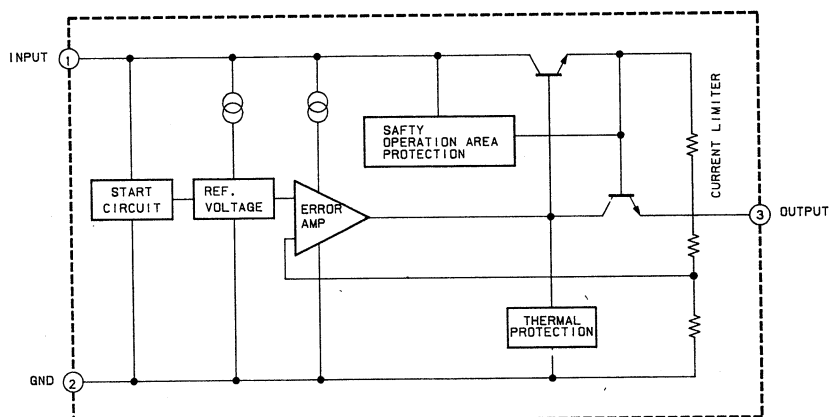 INPUT
1
SAFTY
OPERATION AREA
PROTECTION
CURRENT LIMITER
START
CIRCUIT
REF.
VOLTAGE
ERROR
AMP
3
OUTPUT
THERMAL
PROTECTION
GND
2